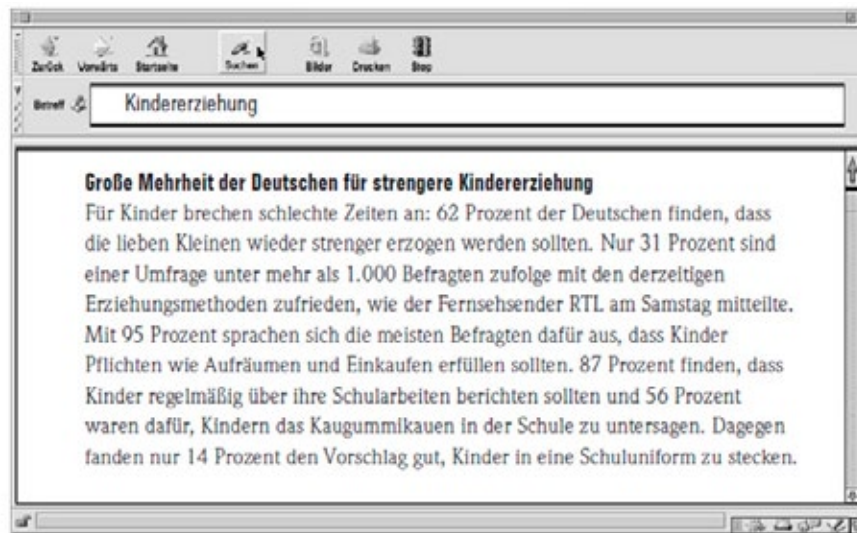 Zurück Vorwärts Startseite Suchen Bilder Drucken Stop
Betreff Kindererziehung
Große Mehrheit der Deutschen für strengere Kindererziehung
Für Kinder brechen schlechte Zeiten an: 62 Prozent der Deutschen finden, dass
die lieben Kleinen wieder strenger erzogen werden sollten. Nur 31 Prozent sind
einer Umfrage unter mehr als 1.000 Befragten zufolge mit den derzeitigen
Erziehungsmethoden zufrieden, wie der Fernsehsender RTL am Samstag mitteilte.
Mit 95 Prozent sprachen sich die meisten Befragten dafür aus, dass Kinder
Pflichten wie Aufräumen und Einkaufen erfüllen sollten. 87 Prozent finden, dass
Kinder regelmäßig über ihre Schularbeiten berichten sollten und 56 Prozent
waren dafür, Kindern das Kaugummikauen in der Schule zu untersagen. Dagegen
fanden nur 14 Prozent den Vorschlag gut, Kinder in eine Schuluniform zu stecken.